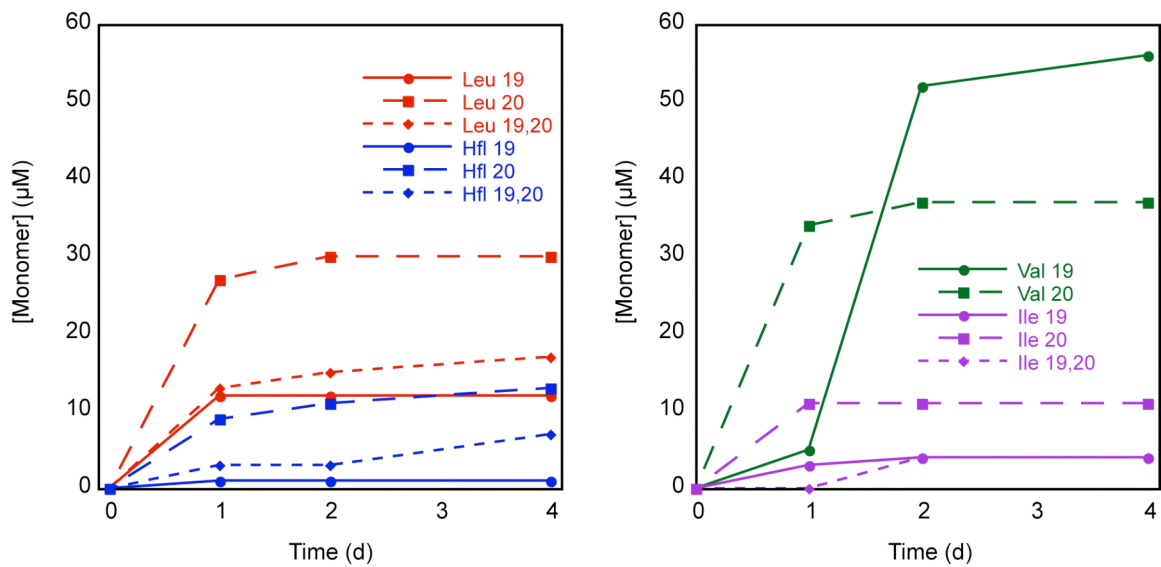 60
50
40
30
20
10
0
[Monomer] (µM)
Leu 19
Leu 20
Leu 19,20
Hfl 19
Hfl 20
Hfl 19,20
0 1 2 3 4
Time (d)
60
50
40
30
20
10
0
[Monomer] (µM)
Val 19
Val 20
Ile 19
Ile 20
Ile 19,20
0 1 2 3 4
Time (d)